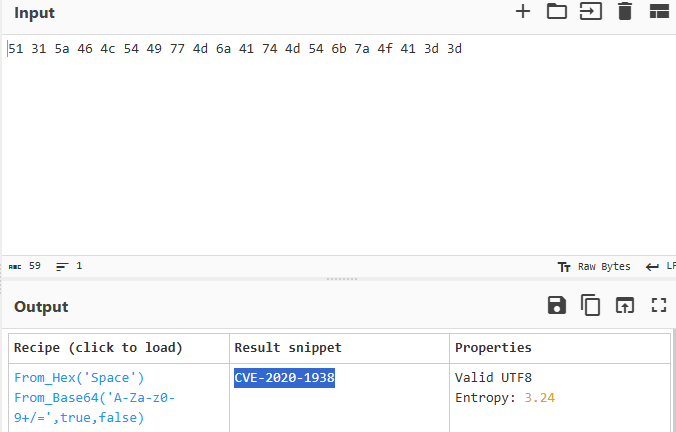 Input
51 31 5a 46 4c 54 49 77 4d 6a 41 74 4d 54 6b 7a 4f 41 3d 3d
ABC 59 1 Tт Raw Bytes LF
Output
Recipe (click to load) Result snippet Properties
From_Hex('Space') CVE-2020-1938 Valid UTF8
From_Base64('A-Za-z0- Entropy: 3.24
9+/=',true,false)